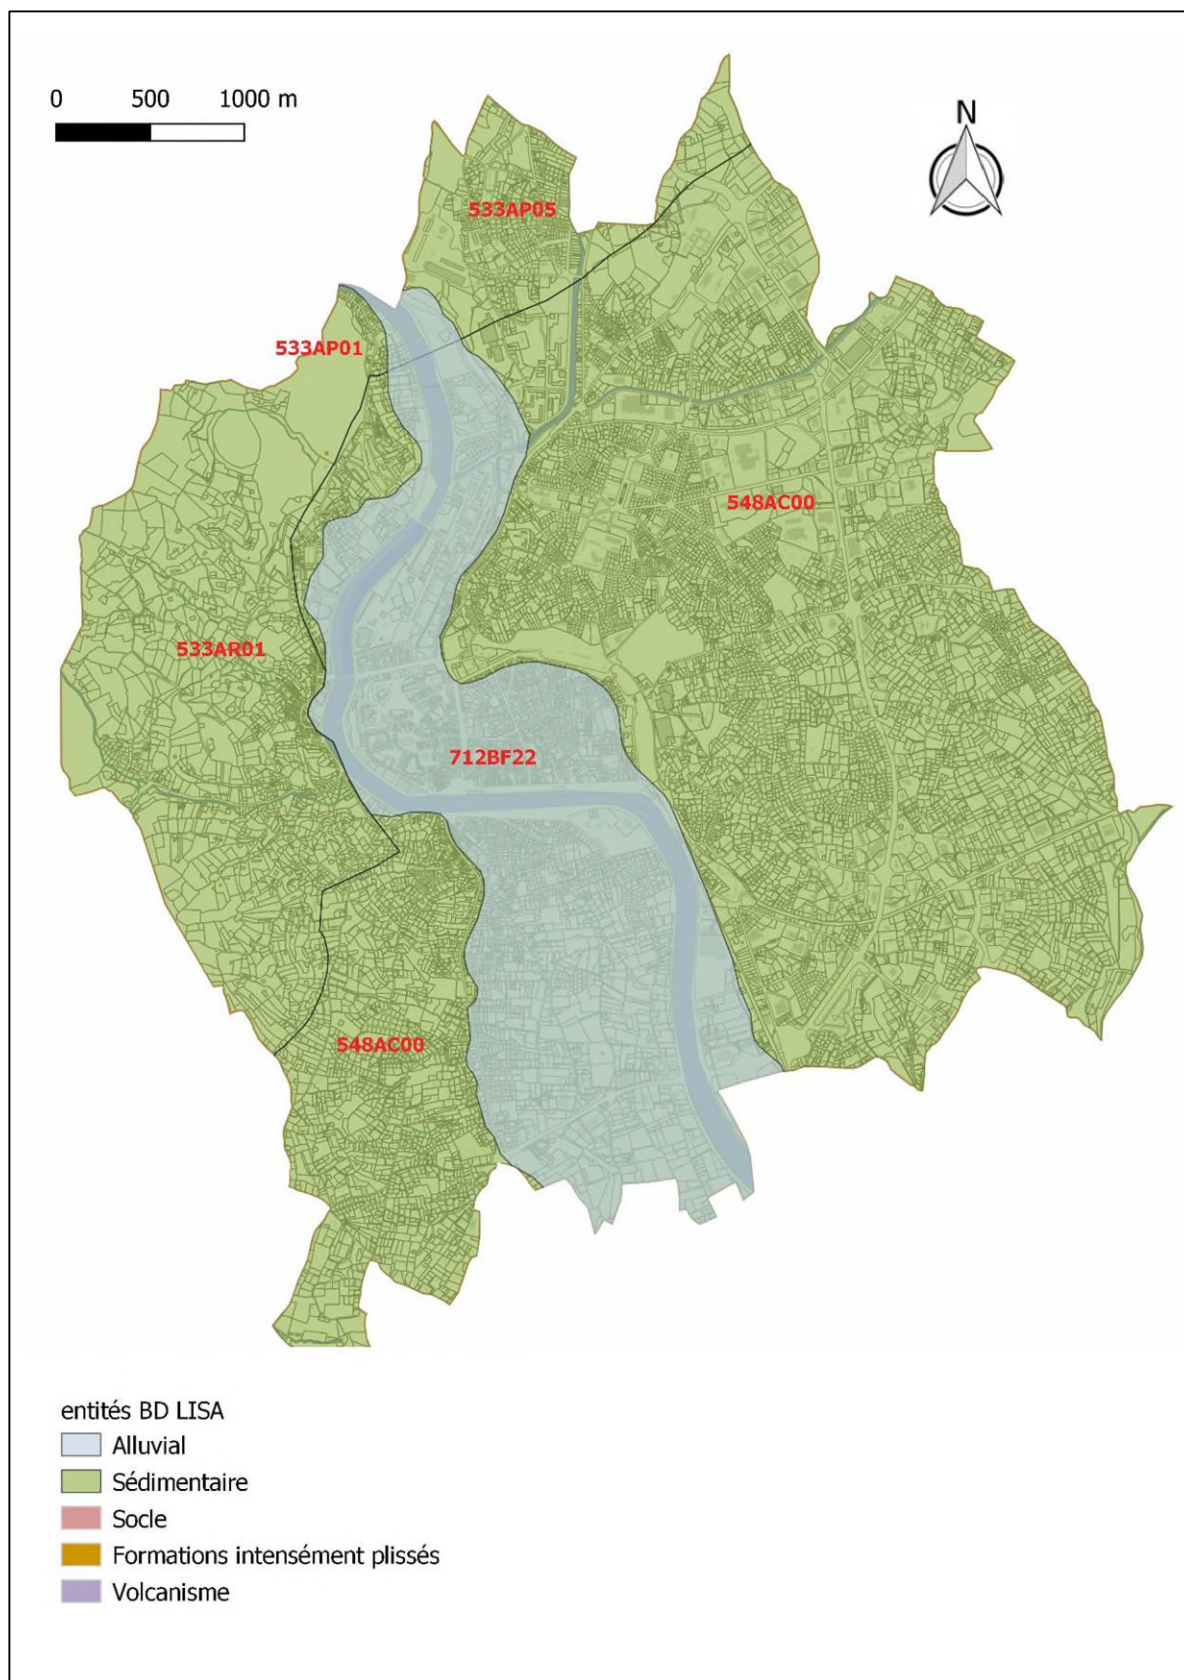 0 500 1000 m
N
533AP05
533AP01
548AC00
533AR01
712BF22
548AC00
entités BD LISA
Alluvial
Sédimentaire
Socle
Formations intensément plissés
Volcanisme